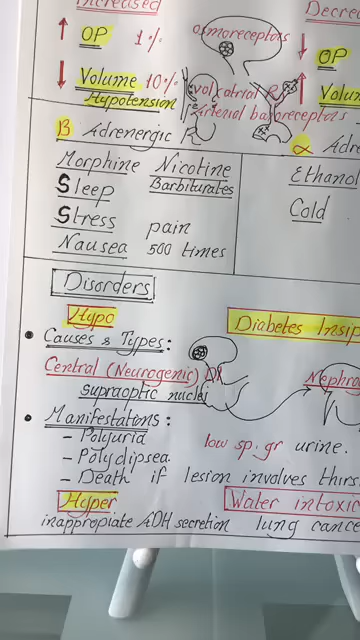 Increased
Decre
↑ OP 1%
osmoreceptors
↓ OP
↓ Volume 10%
Hypotension
vol. atrial R
↑ Volum
Arterial baroreceptors
B Adrenergic R
α Adre
Morphine Nicotine
Ethanol
Sleep Barbiturates
Cold
Stress pain
Nausea 500 times
Disorders
Hypo
Diabetes Insip
• Causes & Types:
Central (Neurogenic) DI
Nephro
supraoptic nuclei
• Manifestations:
- Polyuria
low sp. gr urine.
- Polydipsea
- Death if lesion involves thirs
Hyper
Water intoxic
inappropiate ADH secretion lung cance